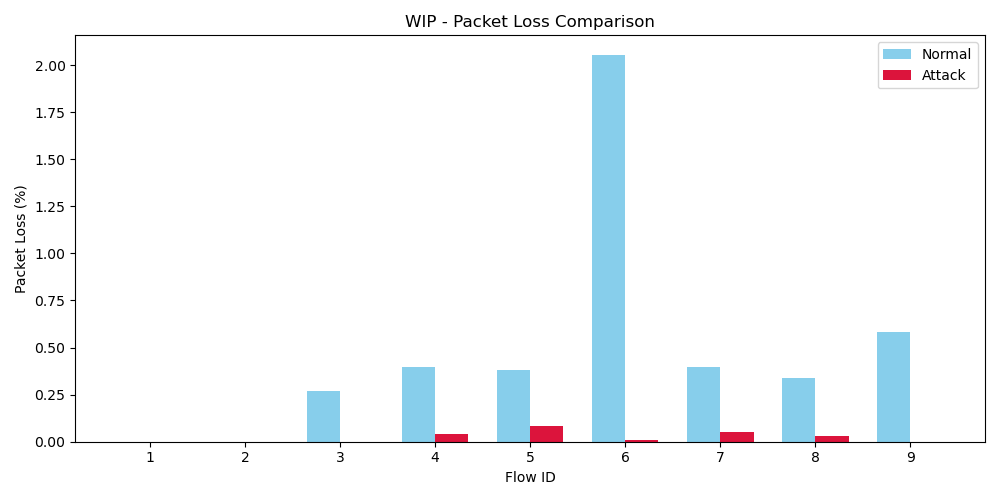 WIP - Packet Loss Comparison
Normal
Attack
Packet Loss (%)
2.00
1.75
1.50
1.25
1.00
0.75
0.50
0.25
0.00
1 2 3 4 5 6 7 8 9
Flow ID